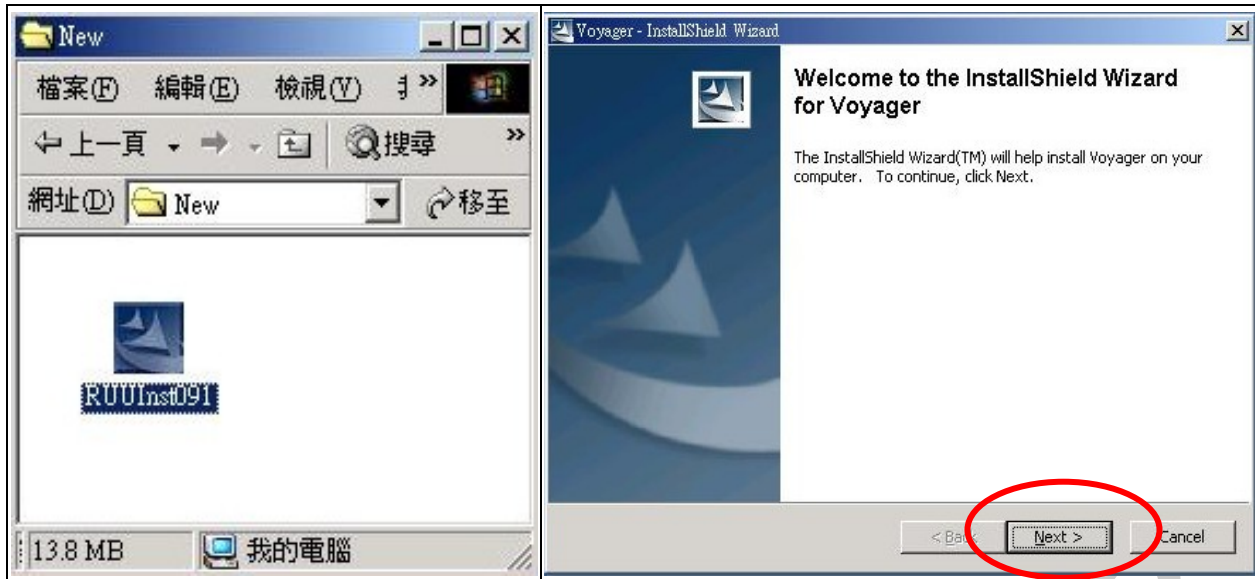 New
檔案(F) 編輯(E) 檢視(V) »
上一頁 搜尋 »
網址(D) New 移至
RUUInst091
13.8 MB 我的電腦
Voyager - InstallShield Wizard
Welcome to the InstallShield Wizard
for Voyager
The InstallShield Wizard(TM) will help install Voyager on your
computer. To continue, click Next.
< Back Next > Cancel